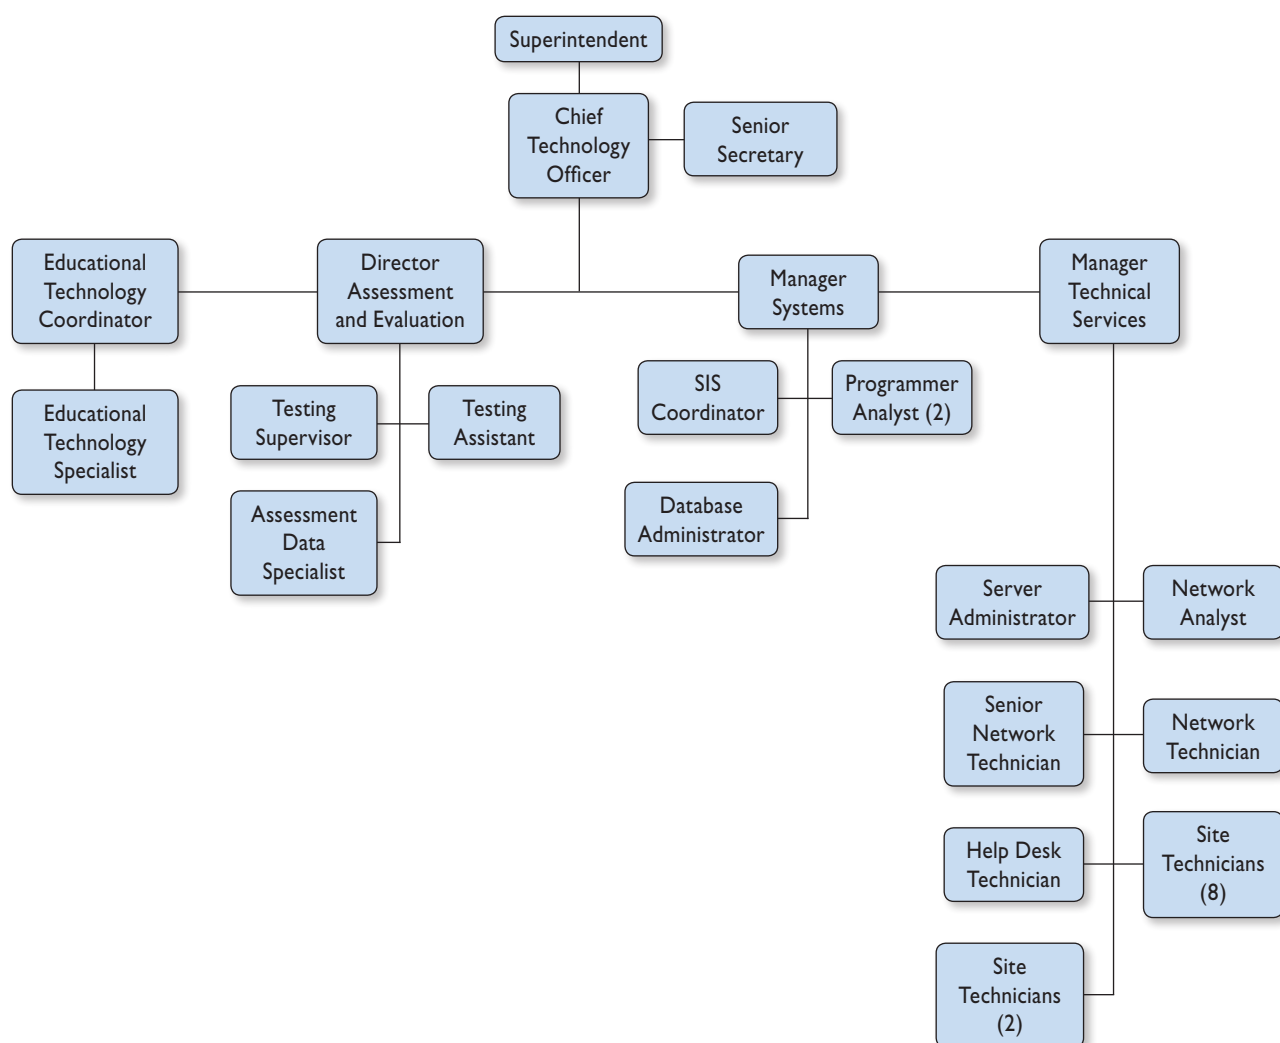 Superintendent
Chief
Technology
Officer
Senior
Secretary
Educational
Technology
Coordinator
Director
Assessment
and Evaluation
Manager
Systems
Manager
Technical
Services
Educational
Technology
Specialist
Testing
Supervisor
Testing
Assistant
Assessment
Data
Specialist
SIS
Coordinator
Programmer
Analyst (2)
Database
Administrator
Server
Administrator
Network
Analyst
Senior
Network
Technician
Network
Technician
Help Desk
Technician
Site
Technicians
(8)
Site
Technicians
(2)